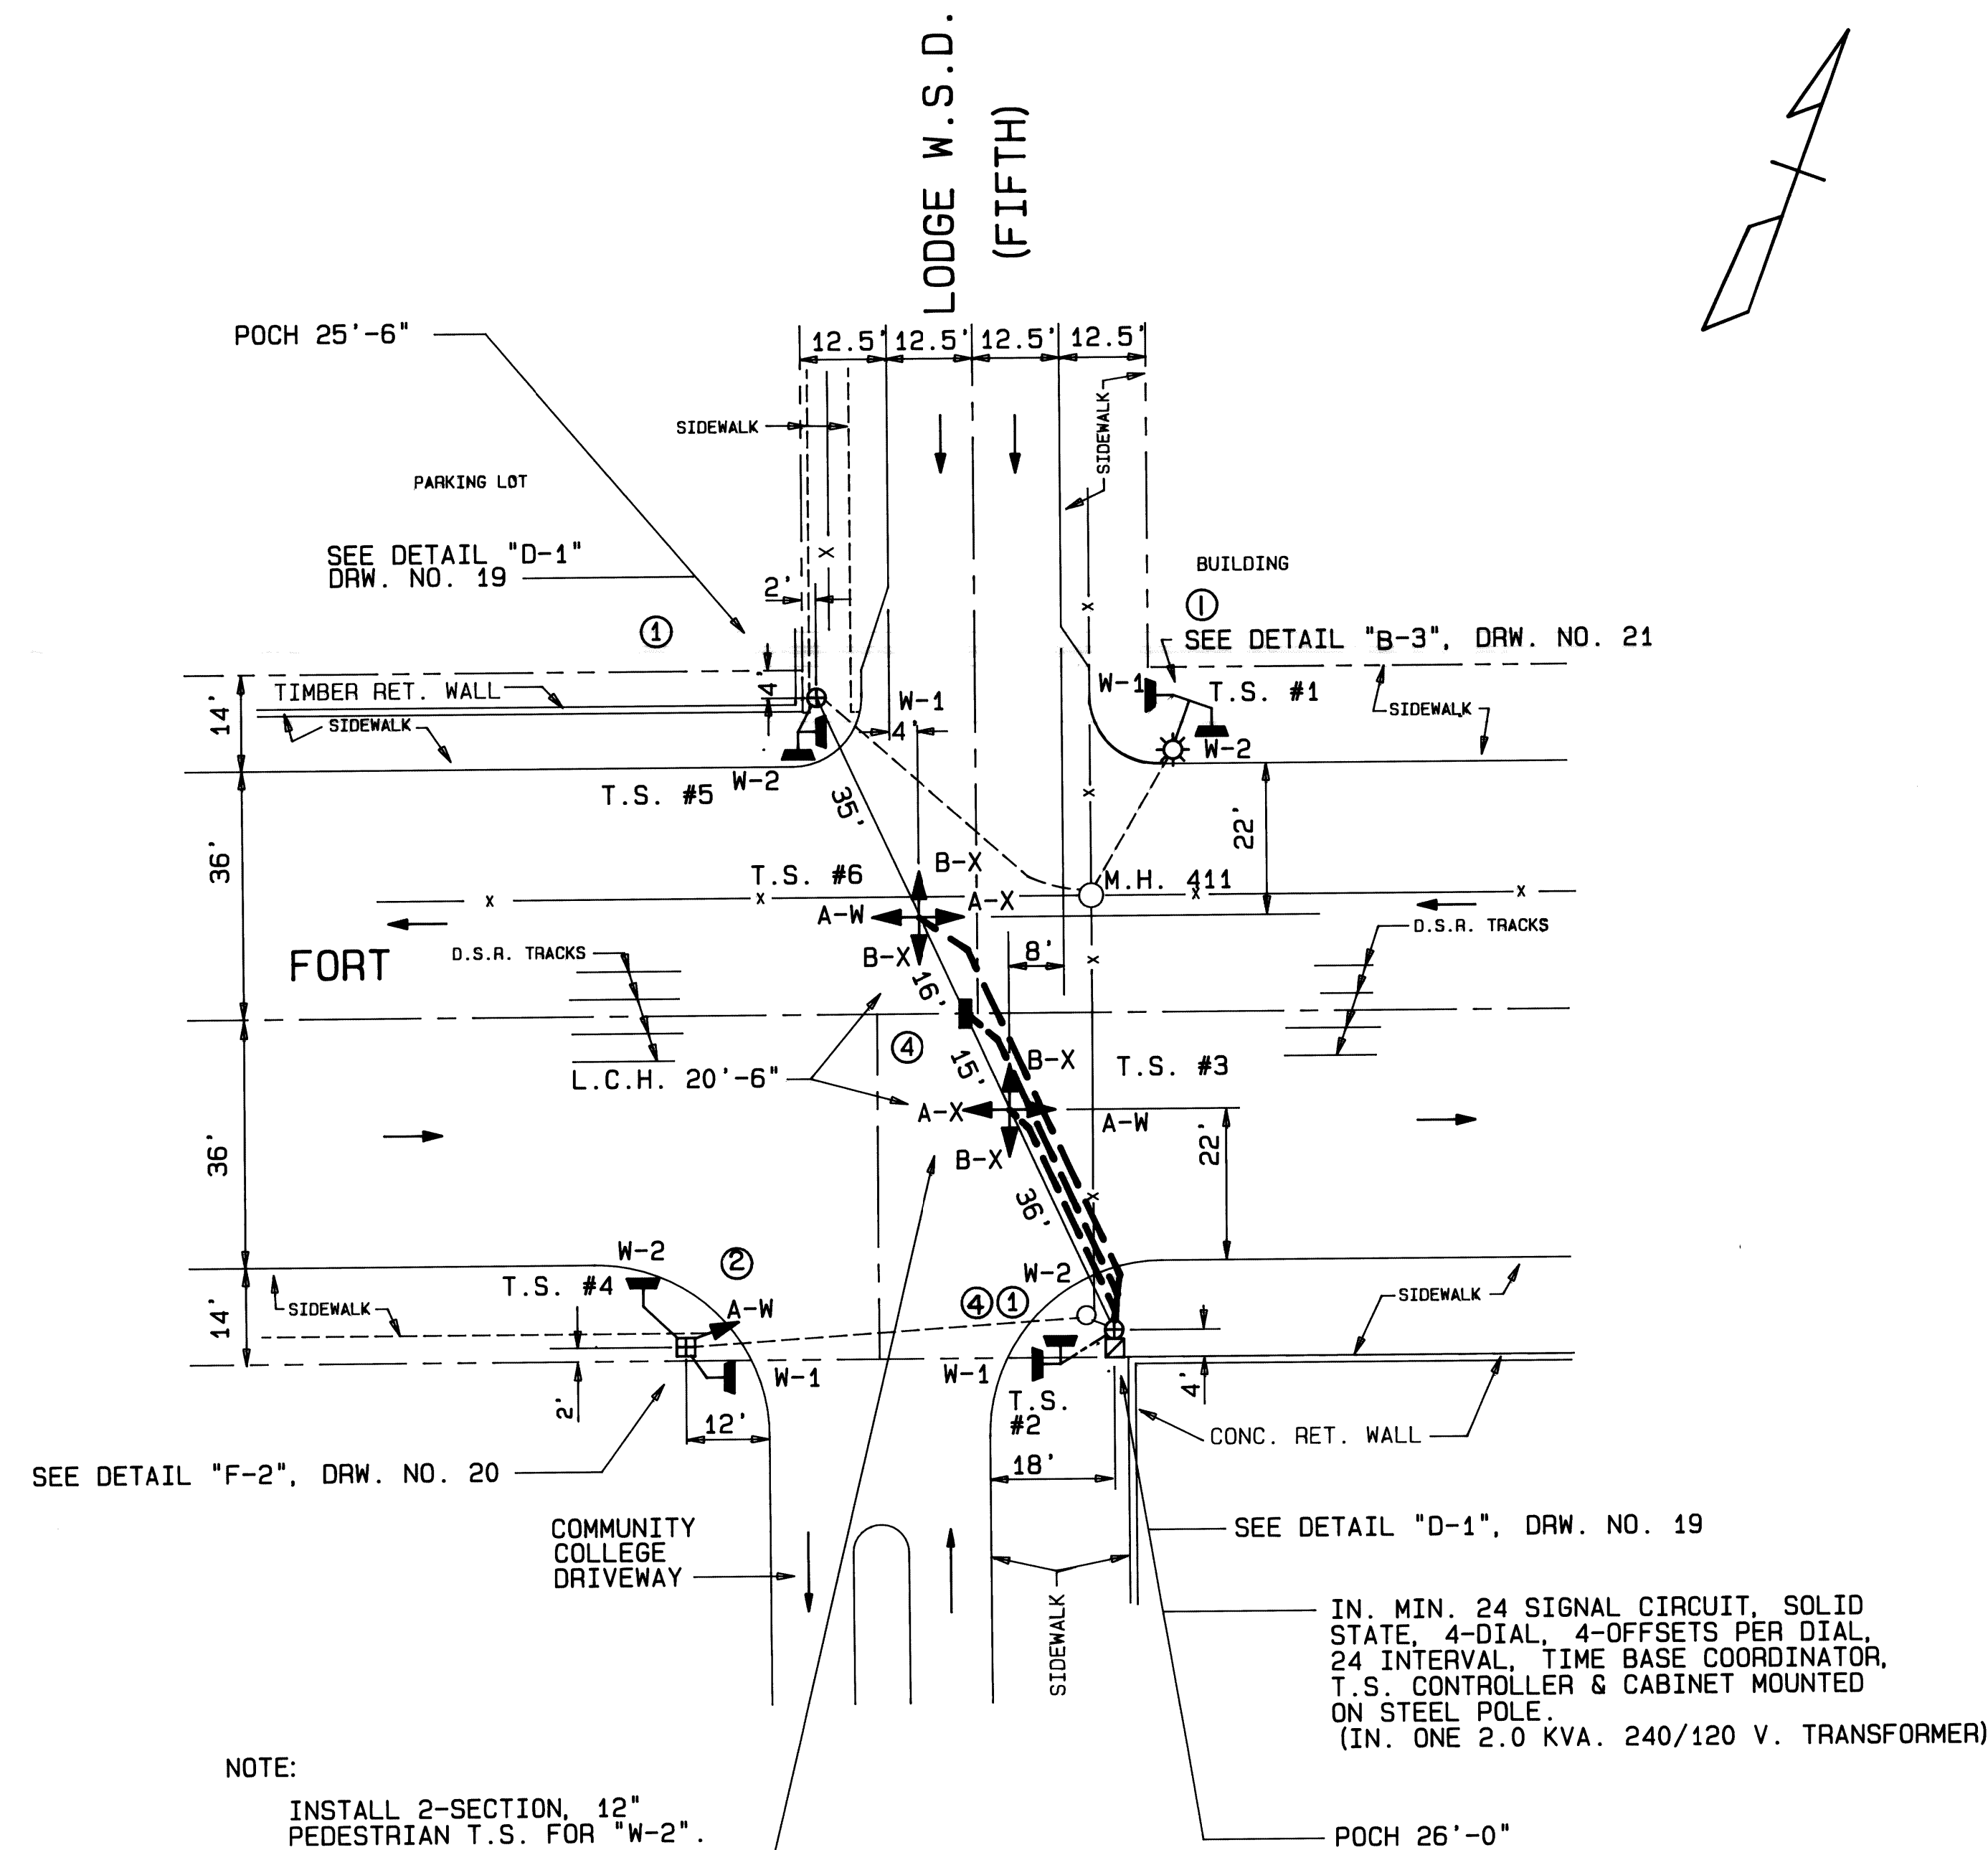 LODGE W.S.D.
(FIFTH)
POCH 25'-6"
12.5' 12.5' 12.5' 12.5'
SIDEWALK
SIDEWALK
PARKING LOT
SEE DETAIL "D-1"
DRW. NO. 19
BUILDING
2'
X
X
1
1
SEE DETAIL "B-3", DRW. NO. 21
14'
TIMBER RET. WALL
4'
W-1
W-1
T.S. #1
SIDEWALK
SIDEWALK
4'
W-2
W-2
T.S. #5
35'
X
22'
36'
T.S. #6
B-X
M.H. 411
X
X
X
X
A-W
A-X
D.S.R. TRACKS
FORT
D.S.R. TRACKS
B-X
8'
X
16'
4
15'
B-X
T.S. #3
L.C.H. 20'-6"
A-X
A-W
36'
B-X
22'
36'
X
W-2
2
W-2
T.S. #4
A-W
4 1
SIDEWALK
SIDEWALK
14'
W-1
W-1
4'
2'
T.S.
#2
12'
CONC. RET. WALL
18'
SEE DETAIL "F-2", DRW. NO. 20
SEE DETAIL "D-1", DRW. NO. 19
COMMUNITY
COLLEGE
DRIVEWAY
SIDEWALK
IN. MIN. 24 SIGNAL CIRCUIT, SOLID
STATE, 4-DIAL, 4-OFFSETS PER DIAL,
24 INTERVAL, TIME BASE COORDINATOR,
T.S. CONTROLLER & CABINET MOUNTED
ON STEEL POLE.
(IN. ONE 2.0 KVA. 240/120 V. TRANSFORMER)
NOTE:
INSTALL 2-SECTION, 12"
PEDESTRIAN T.S. FOR "W-2".
POCH 26'-0"